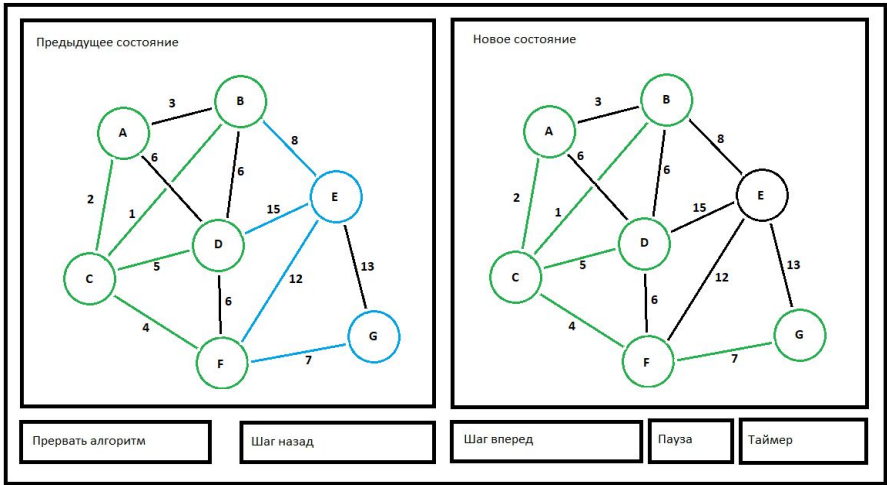 Предыдущее состояние
3
B
A
8
6
6
2
E
1
15
D
C
5
12
13
6
4
G
F
7
Новое состояние
3
B
A
8
6
6
2
E
1
15
D
C
5
12
13
6
4
G
F
7
Прервать алгоритм
Шаг назад
Шаг вперед
Пауза
Таймер